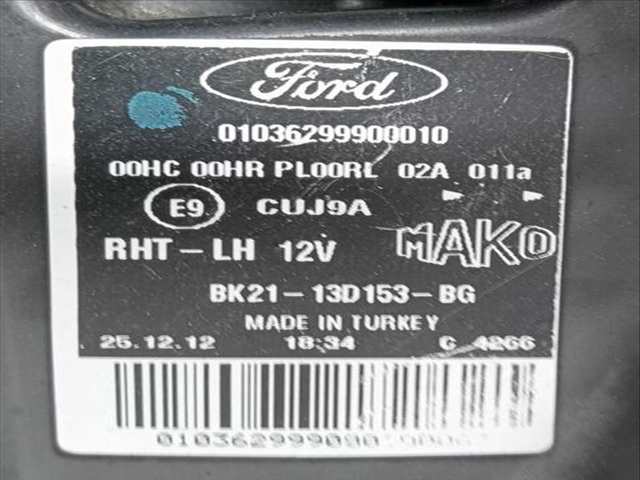 Ford
01036299900010
00HC 00HR PL00RL 02A 011a
E9 CUJ9A
RHT-LH 12V MAKO
BK21-13D153-BG
MADE IN TURKEY
25.12.12 18:34 C 4266